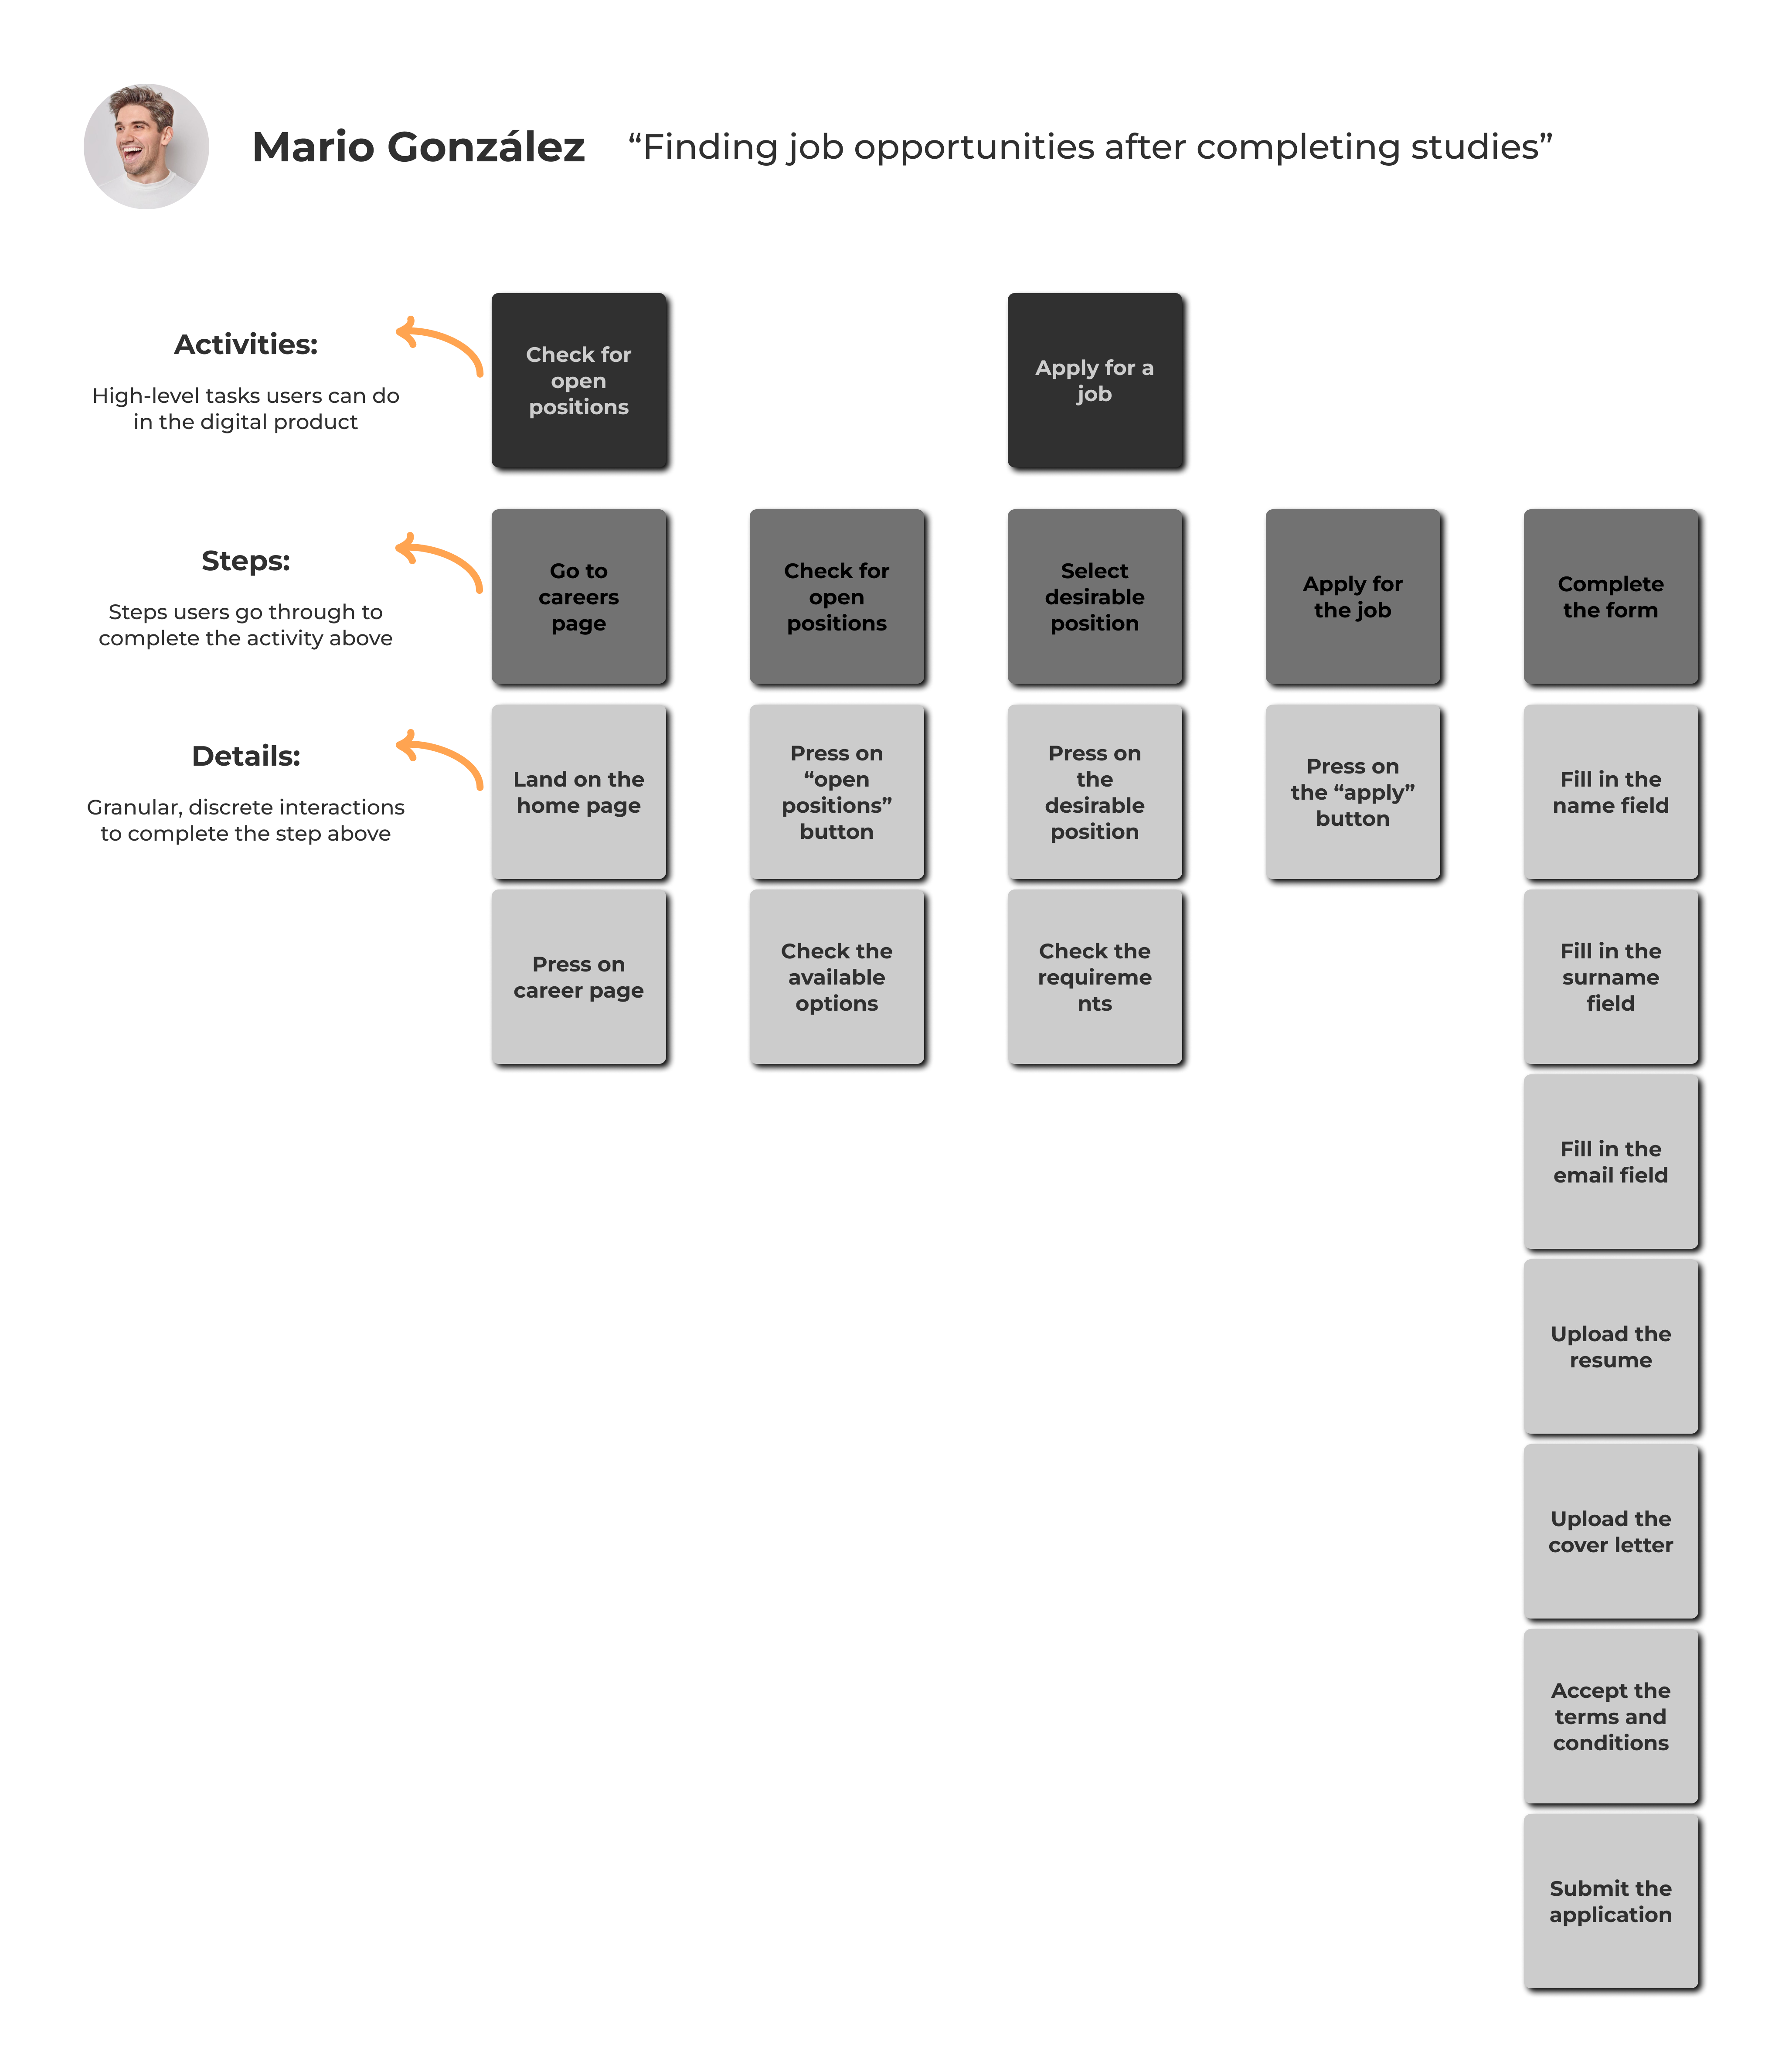 Mario González
“Finding job opportunities after completing studies”
Activities:
High-level tasks users can do
in the digital product
Check for
open
positions
Apply for a
job
Steps:
Steps users go through to
complete the activity above
Go to
careers
page
Check for
open
positions
Select
desirable
position
Apply for
the job
Complete
the form
Details:
Granular, discrete interactions
to complete the step above
Land on the
home page
Press on
“open
positions”
button
Press on
the
desirable
position
Press on
the “apply”
button
Fill in the
name field
Press on
career page
Check the
available
options
Check the
requireme
nts
Fill in the
surname
field
Fill in the
email field
Upload the
resume
Upload the
cover letter
Accept the
terms and
conditions
Submit the
application